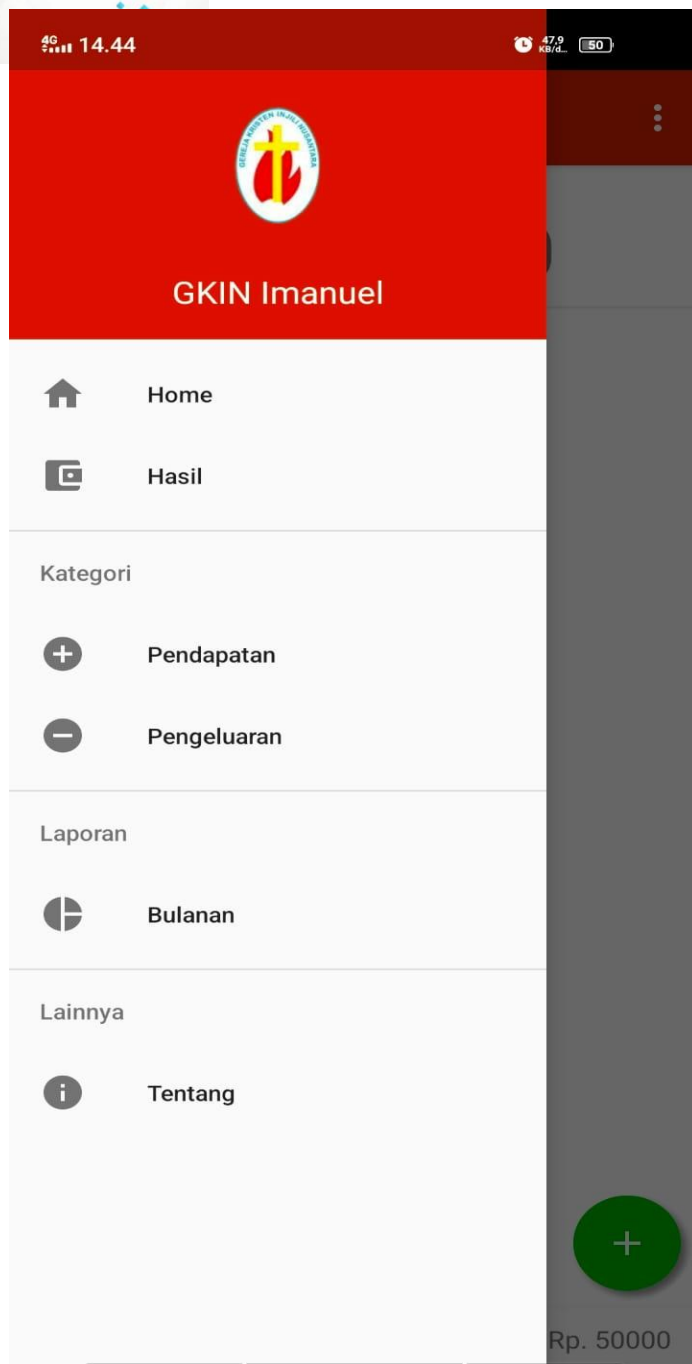 4G 14.44 47,9 KB/d... 50
GEREJA KRISTEN INJILI NUSANTARA
GKIN Imanuel
Home
Hasil
Kategori
Pendapatan
Pengeluaran
Laporan
Bulanan
Lainnya
Tentang
Rp. 50000